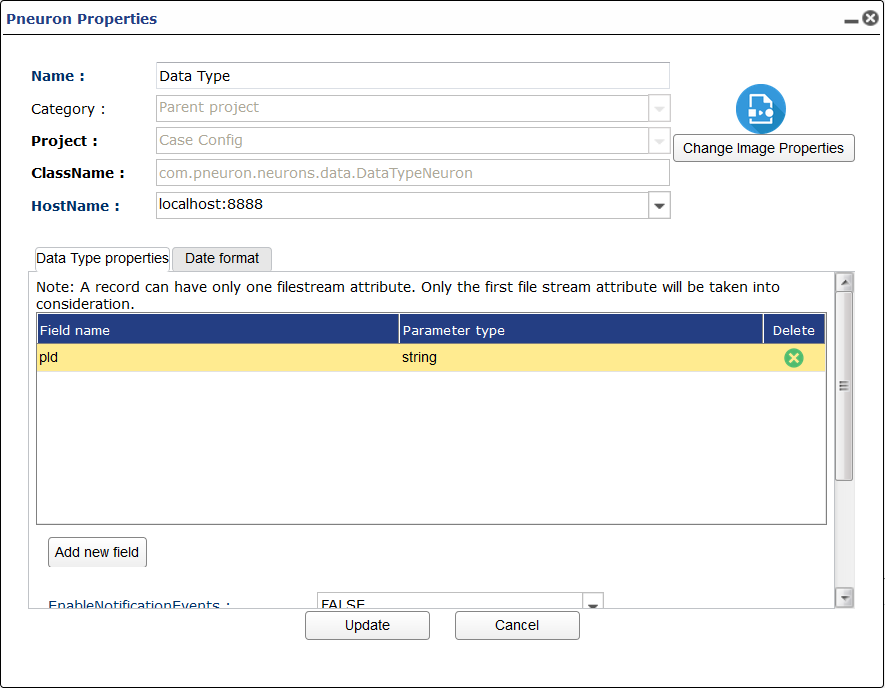 Pneuron Properties
Name :
Data Type
Category :
Parent project
Project :
Case Config
Change Image Properties
ClassName :
com.pneuron.neurons.data.DataTypeNeuron
HostName :
localhost:8888
Data Type properties
Date format
Note: A record can have only one filestream attribute. Only the first file stream attribute will be taken into
consideration.
Field name
Parameter type
Delete
pId
string
Add new field
EnableNotificationEvents :
FALSE
Update
Cancel